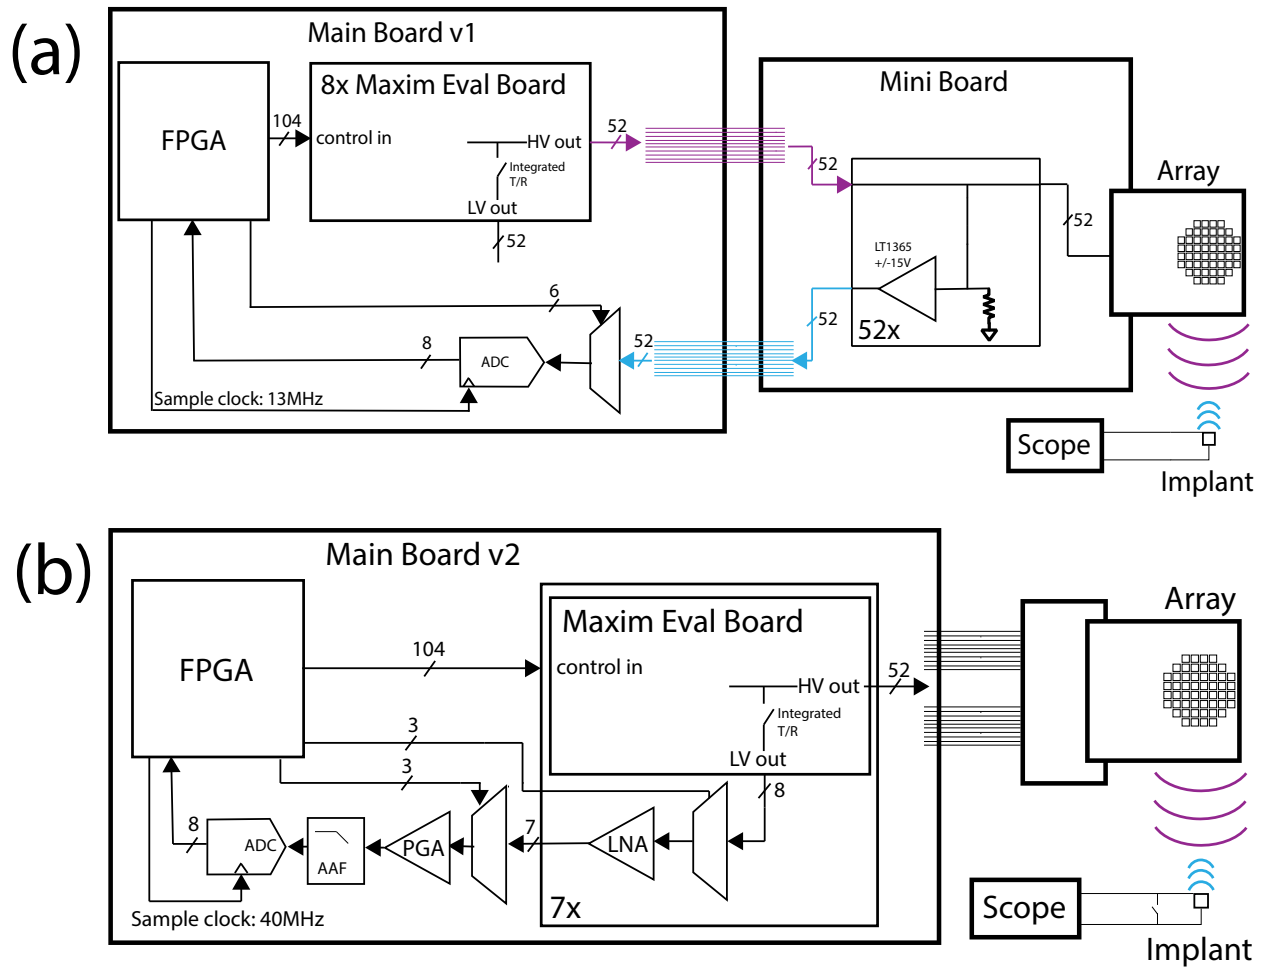 (a)
Main Board v1
FPGA
104
8x Maxim Eval Board
control in
HV out
Integrated
T/R
LV out
52
52
6
8
ADC
52
Sample clock: 13MHz
Mini Board
52
LT1365
+/-15V
52
52x
52
Array
Scope
Implant
(b)
Main Board v2
FPGA
104
Maxim Eval Board
control in
HV out
52
Integrated
T/R
LV out
8
3
3
8
ADC
AAF
PGA
7
LNA
7x
Sample clock: 40MHz
Array
Scope
Implant